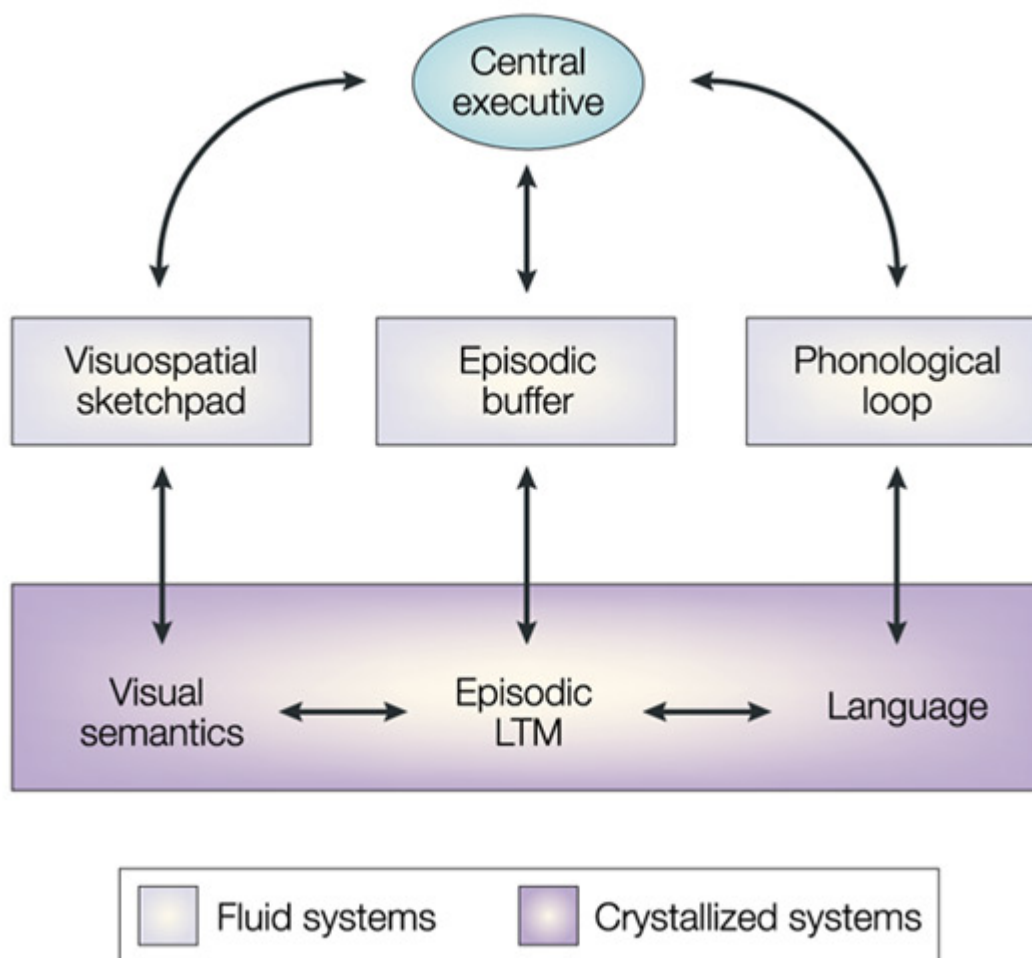 Central
executive
Visuospatial
sketchpad
Episodic
buffer
Phonological
loop
Visual
semantics
Episodic
LTM
Language
Fluid systems
Crystallized systems